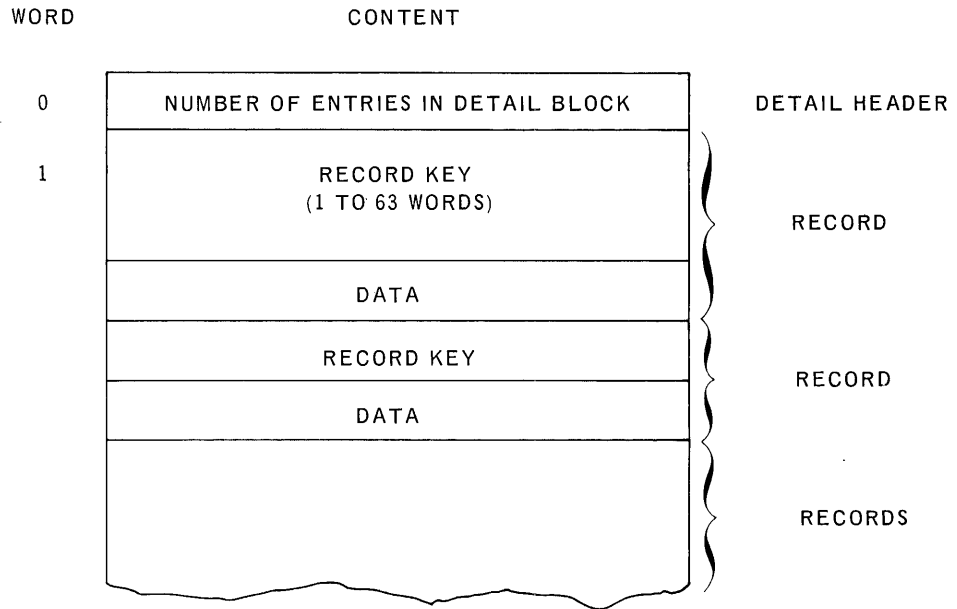 WORD CONTENT
0 NUMBER OF ENTRIES IN DETAIL BLOCK DETAIL HEADER
1 RECORD KEY
(1 TO 63 WORDS)
RECORD
DATA
RECORD KEY
RECORD
DATA
RECORDS